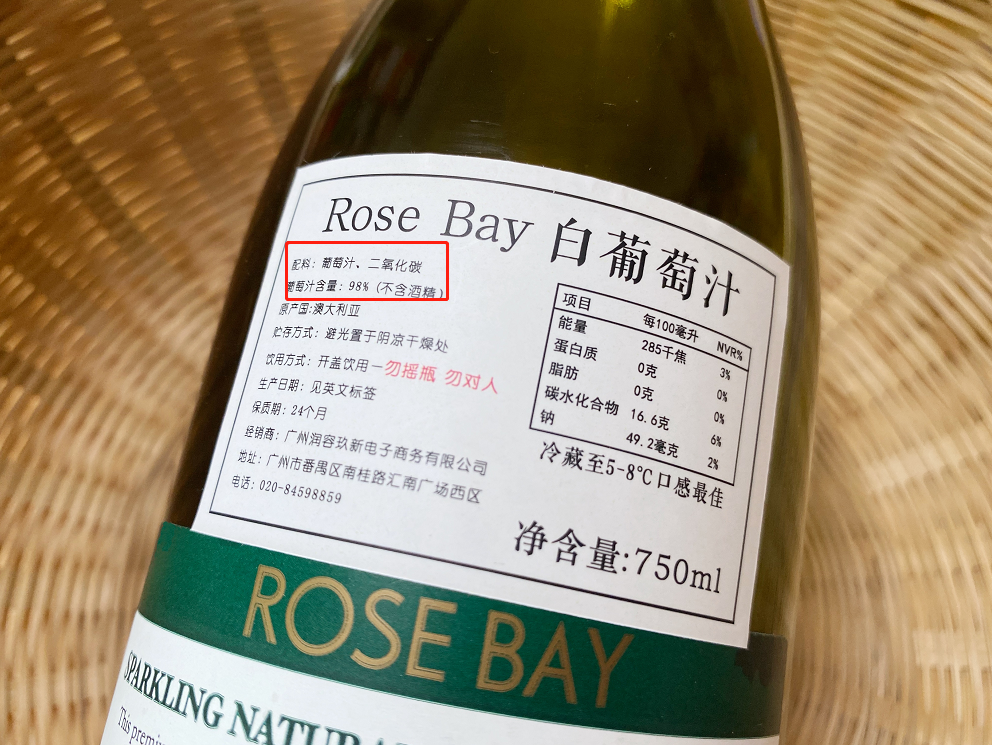 Rose Bay 白葡萄汁
配料: 葡萄汁、二氧化碳
葡萄汁含量: 98% (不含酒精)
原产国:澳大利亚
贮存方式: 避光置于阴凉干燥处
饮用方式: 开盖饮用一勿摇瓶 勿对人
生产日期: 见英文标签
保质期: 24个月
经销商: 广州润容玖新电子商务有限公司
地址: 广州市番禺区南桂路汇南广场西区
电话: 020-84598859
项目 每100毫升 NVR%
能量 285千焦 3%
蛋白质 0克 0%
脂肪 0克 0%
碳水化合物 16.6克 6%
钠 49.2毫克 2%
冷藏至5-8℃口感最佳
净含量:750ml
ROSE BAY
SPARKLING NATURA
This premi